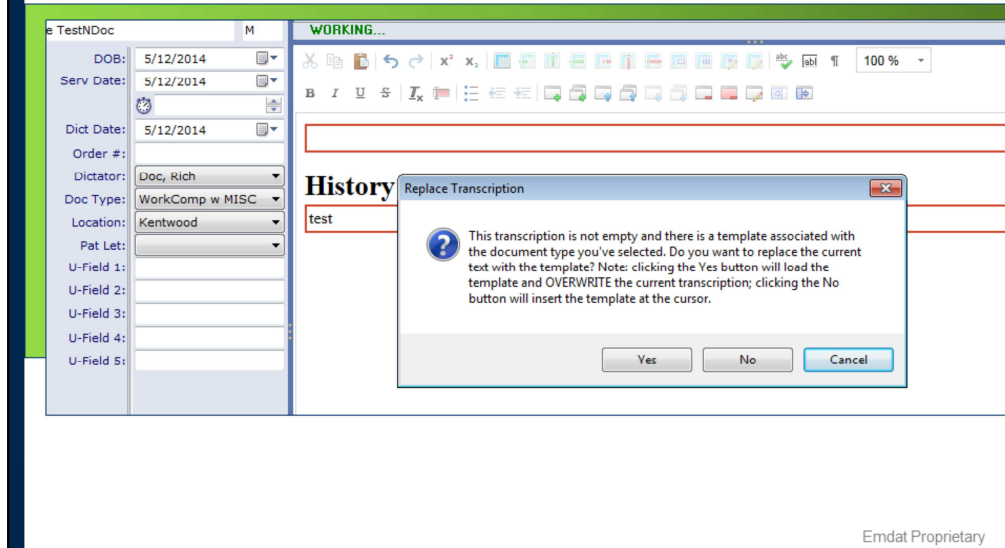 e TestNDoc M WORKING...
DOB: 5/12/2014
Serv Date: 5/12/2014
Dict Date: 5/12/2014
Order #:
Dictator: Doc, Rich
Doc Type: WorkComp w MISC
Location: Kentwood
Pat Let:
U-Field 1:
U-Field 2:
U-Field 3:
U-Field 4:
U-Field 5:
X² X₂ abc ab| ¶ 100 %
B I U S Ix
History
test
Replace Transcription
This transcription is not empty and there is a template associated with
the document type you've selected. Do you want to replace the current
text with the template? Note: clicking the Yes button will load the
template and OVERWRITE the current transcription; clicking the No
button will insert the template at the cursor.
Yes No Cancel
Emdat Proprietary